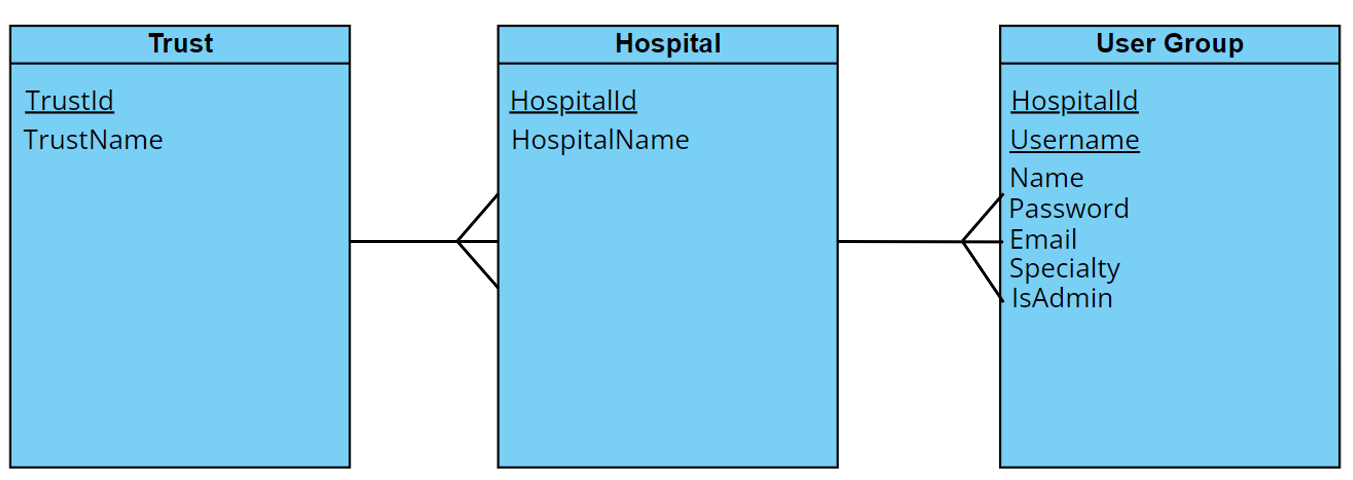 Trust
TrustId
TrustName
Hospital
HospitalId
HospitalName
User Group
HospitalId
Username
Name
Password
Email
Specialty
IsAdmin